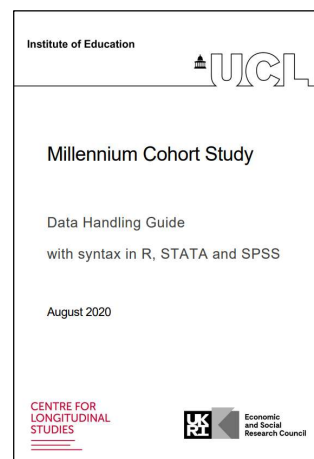 Institute of Education
UCL
Millennium Cohort Study
Data Handling Guide
with syntax in R, STATA and SPSS
August 2020
CENTRE FOR
LONGITUDINAL
STUDIES
UK
RI
Economic
and Social
Research Council